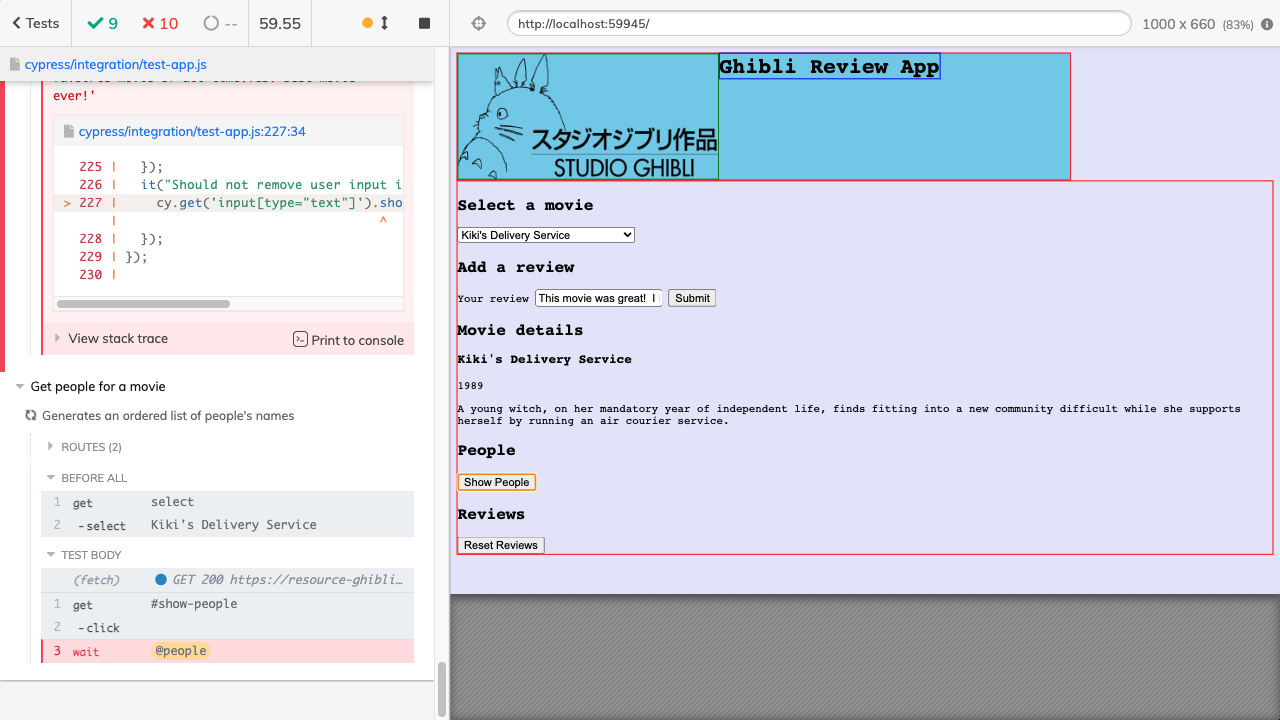 Tests
9
10
--
59.55
http://localhost:59945/
1000 x 660 (83%)
cypress/integration/test-app.js
ever!'
cypress/integration/test-app.js:227:34
225 | });
226 | it("Should not remove user input i
> 227 | cy.get('input[type="text"]').sho
| ^
228 | });
229 | });
230 |
View stack trace
Print to console
Get people for a movie
Generates an ordered list of people's names
ROUTES (2)
BEFORE ALL
1 get select
2 -select Kiki's Delivery Service
TEST BODY
(fetch) GET 200 https://resource-ghibli…
1 get #show-people
2 -click
3 wait @people
スタジオジブリ作品
STUDIO GHIBLI
Ghibli Review App
Select a movie
Kiki's Delivery Service
Add a review
Your review This movie was great! I Submit
Movie details
Kiki's Delivery Service
1989
A young witch, on her mandatory year of independent life, finds fitting into a new community difficult while she supports
herself by running an air courier service.
People
Show People
Reviews
Reset Reviews